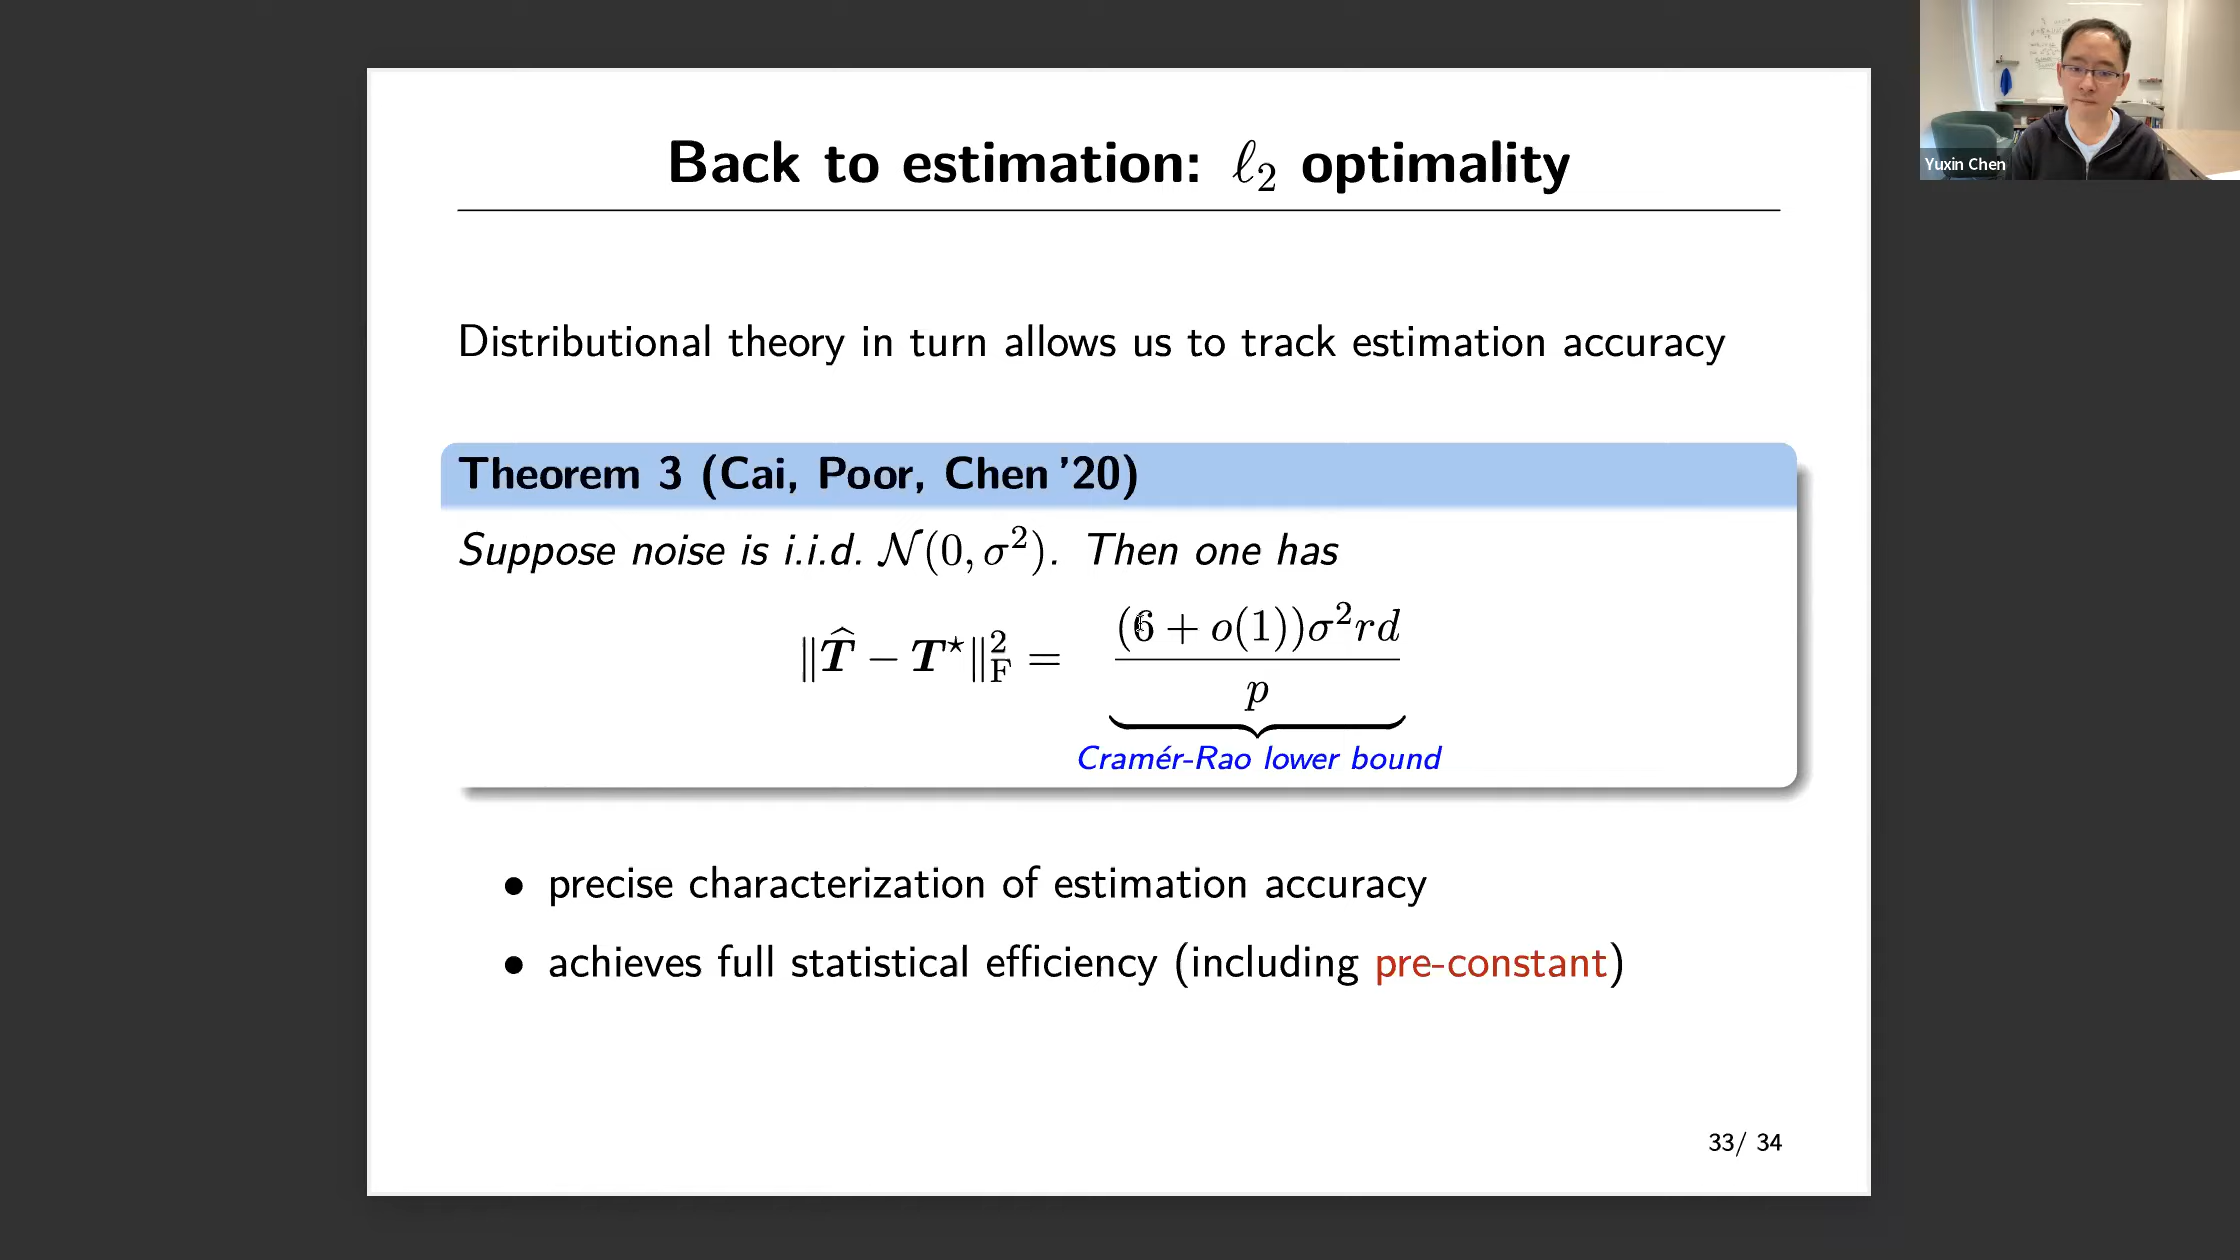 Back to estimation: ℓ₂ optimality
Distributional theory in turn allows us to track estimation accuracy
Theorem 3 (Cai, Poor, Chen ’20)
Suppose noise is i.i.d. 𝒩(0, σ²). Then one has
‖T̂ − T⋆‖²_F = (6 + o(1))σ²rd / p
Cramér-Rao lower bound
• precise characterization of estimation accuracy
• achieves full statistical efficiency (including pre-constant)
33/ 34
Yuxin Chen